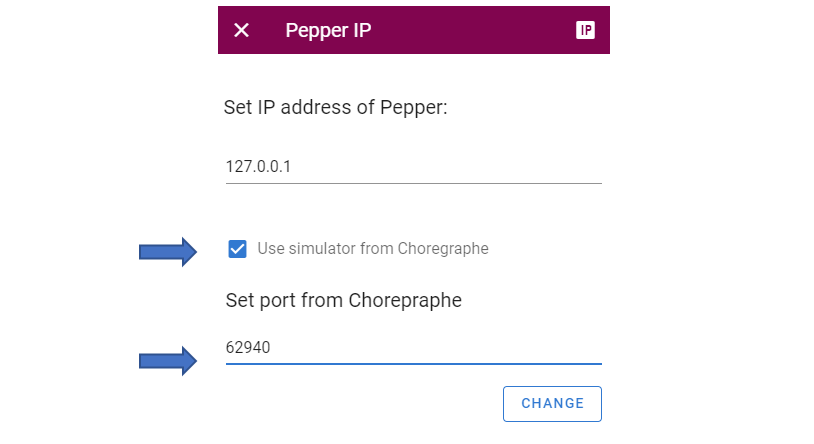 Pepper IP
IP
Set IP address of Pepper:
127.0.0.1
Use simulator from Choregraphe
Set port from Chorepraphe
62940
CHANGE